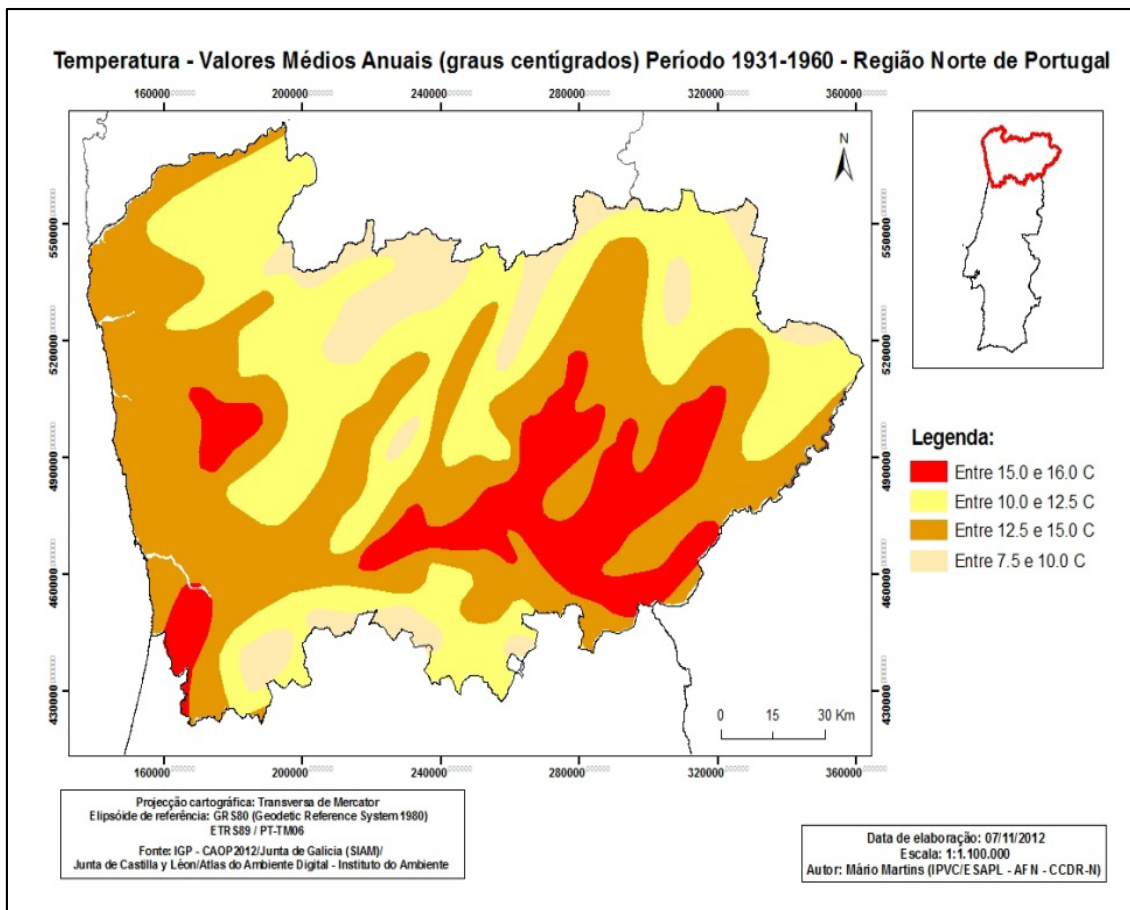 Temperatura - Valores Médios Anuais (graus centígrados) Período 1931-1960 - Região Norte de Portugal
160000 200000 240000 280000 320000 360000
N
550000 550000
520000 520000
490000 490000
460000 460000
430000 430000
Legenda:
Entre 15.0 e 16.0 C
Entre 10.0 e 12.5 C
Entre 12.5 e 15.0 C
Entre 7.5 e 10.0 C
0 15 30 Km
160000 200000 240000 280000 320000 360000
Projecção cartográfica: Transversa de Mercator
Elipsóide de referência: GRS80 (Geodetic Reference System 1980)
ETRS89 / PT-TM06
Fonte: IGP - CAOP2012/Junta de Galicia (SIAM)/
Junta de Castilla y Léon/Atlas do Ambiente Digital - Instituto do Ambiente
Data de elaboração: 07/11/2012
Escala: 1:1.100.000
Autor: Mário Martins (IPVC/ESAPL - AFN - CCDR-N)